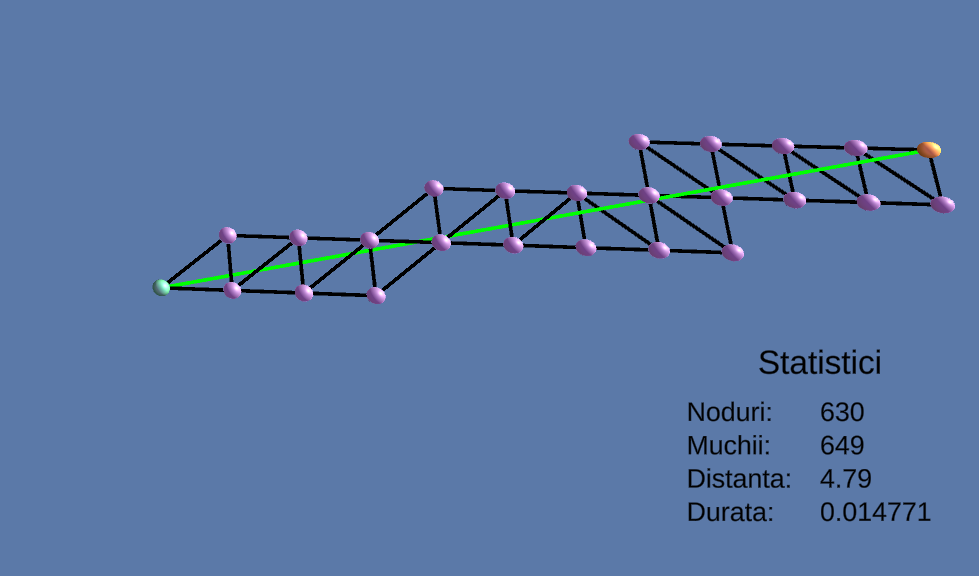 Statistici
Noduri: 630
Muchii: 649
Distanta: 4.79
Durata: 0.014771